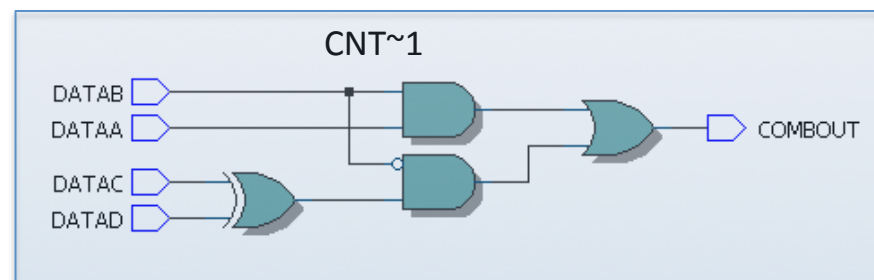 CNT~1
DATAB
DATAA
DATAC
DATAD
COMBOUT